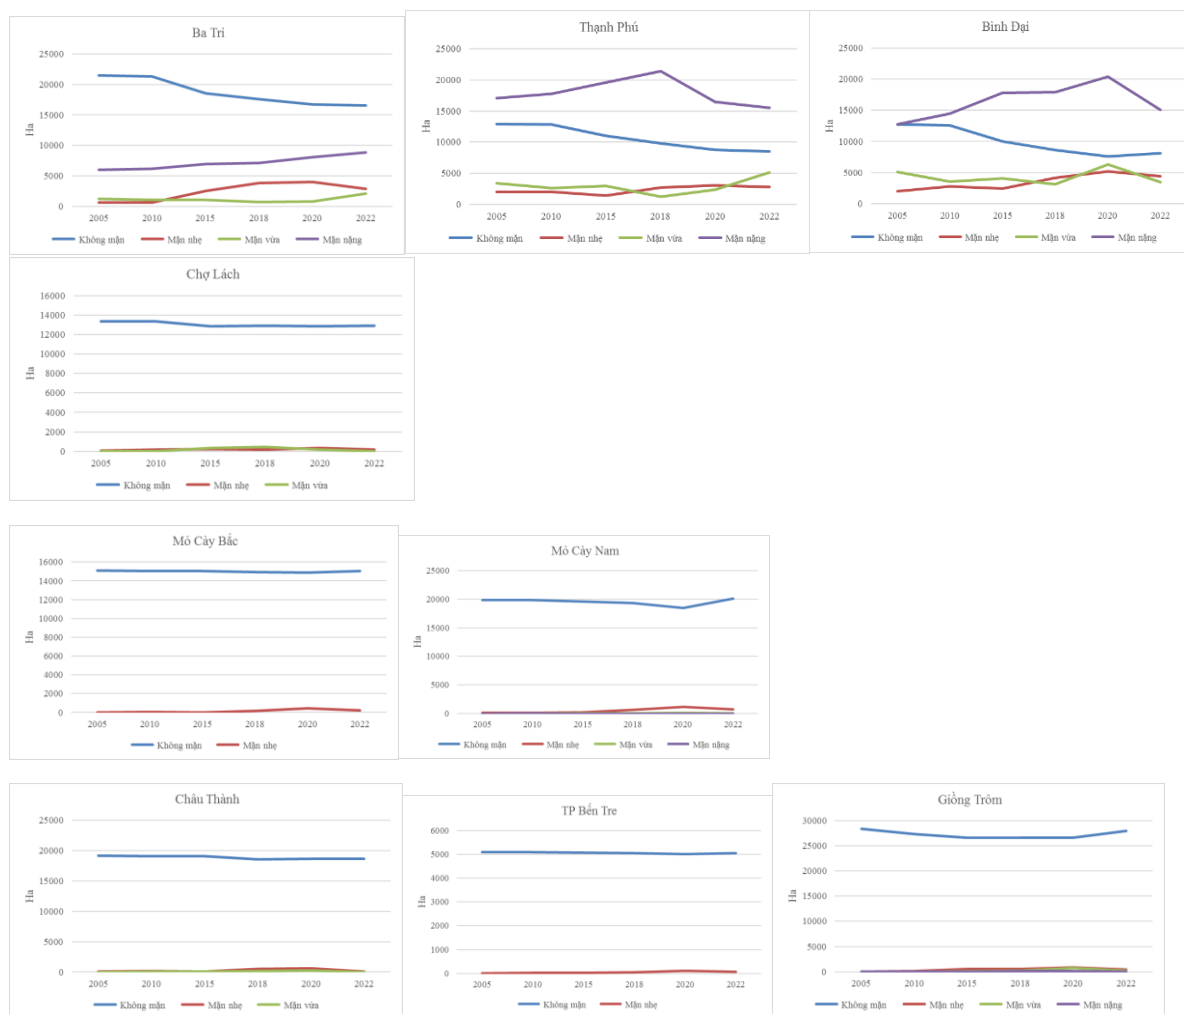 Ba Tri
25000
20000
15000
10000
5000
0
Ha
2005 2010 2015 2018 2020 2022
Không mặn Mặn nhẹ Mặn vừa Mặn nặng
Thạnh Phú
25000
20000
15000
10000
5000
0
Ha
2005 2010 2015 2018 2020 2022
Không mặn Mặn nhẹ Mặn vừa Mặn nặng
Bình Đại
25000
20000
15000
10000
5000
0
Ha
2005 2010 2015 2018 2020 2022
Không mặn Mặn nhẹ Mặn vừa Mặn nặng
Chợ Lách
16000
14000
12000
10000
8000
6000
4000
2000
0
Ha
2005 2010 2015 2018 2020 2022
Không mặn Mặn nhẹ Mặn vừa
Mỏ Cày Bắc
16000
14000
12000
10000
8000
6000
4000
2000
0
Ha
2005 2010 2015 2018 2020 2022
Không mặn Mặn nhẹ
Mỏ Cày Nam
25000
20000
15000
10000
5000
0
Ha
2005 2010 2015 2018 2020 2022
Không mặn Mặn nhẹ Mặn vừa Mặn nặng
Châu Thành
25000
20000
15000
10000
5000
0
Ha
2005 2010 2015 2018 2020 2022
Không mặn Mặn nhẹ Mặn vừa
TP Bến Tre
6000
5000
4000
3000
2000
1000
0
Ha
2005 2010 2015 2018 2020 2022
Không mặn Mặn nhẹ
Giồng Trôm
30000
25000
20000
15000
10000
5000
0
Ha
2005 2010 2015 2018 2020 2022
Không mặn Mặn nhẹ Mặn vừa Mặn nặng